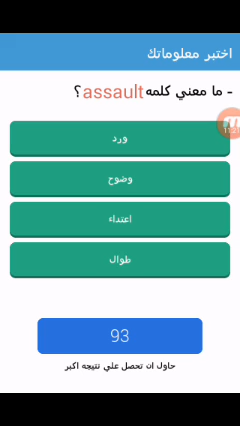 اختبر معلوماتك
- ما معني كلمه assault ؟
ورد
وضوح
اعتداء
طوال
93
حاول ان تحصل علي نتيجه اكبر